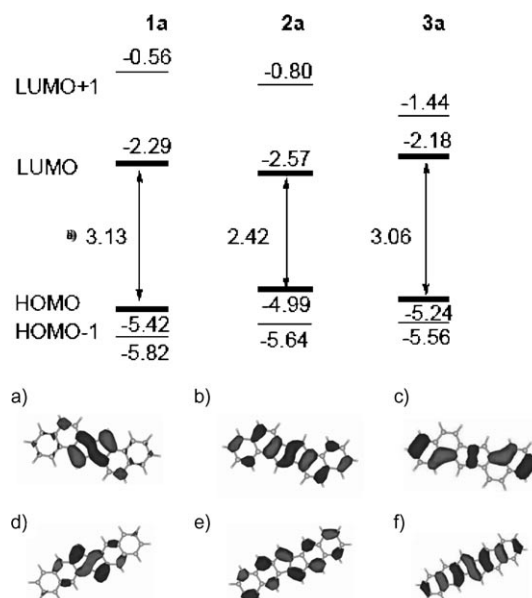 1a 2a 3a
-0.56 -0.80
LUMO+1 -1.44
-2.29 -2.18
LUMO -2.57
3.13 2.42 3.06
HOMO -4.99
-5.42 -5.24
HOMO-1 -5.64 -5.56
-5.82
a) b) c)
d) e) f)